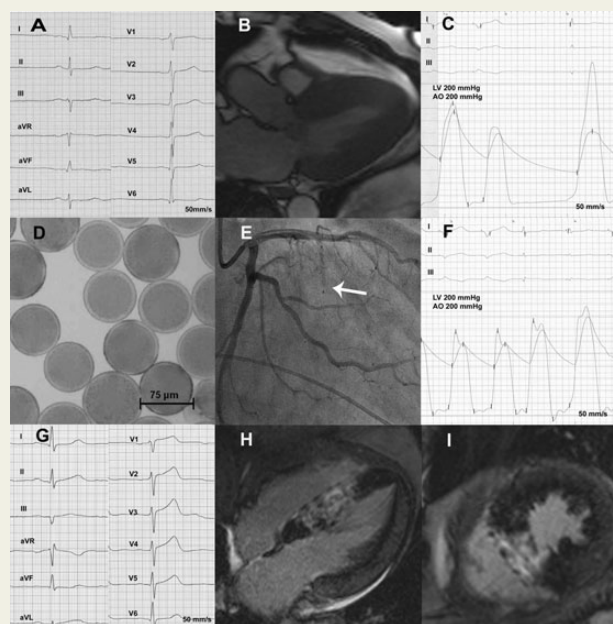 A
I
II
III
aVR
aVF
aVL
V1
V2
V3
V4
V5
V6
50mm/s
B
C
I
II
III
LV 200 mmHg
AO 200 mmHg
50 mm/s
D
75 µm
E
F
I
II
III
LV 200 mmHg
AO 200 mmHg
50 mm/s
G
I
II
III
aVR
aVF
aVL
V1
V2
V3
V4
V5
V6
50 mm/s
H
I